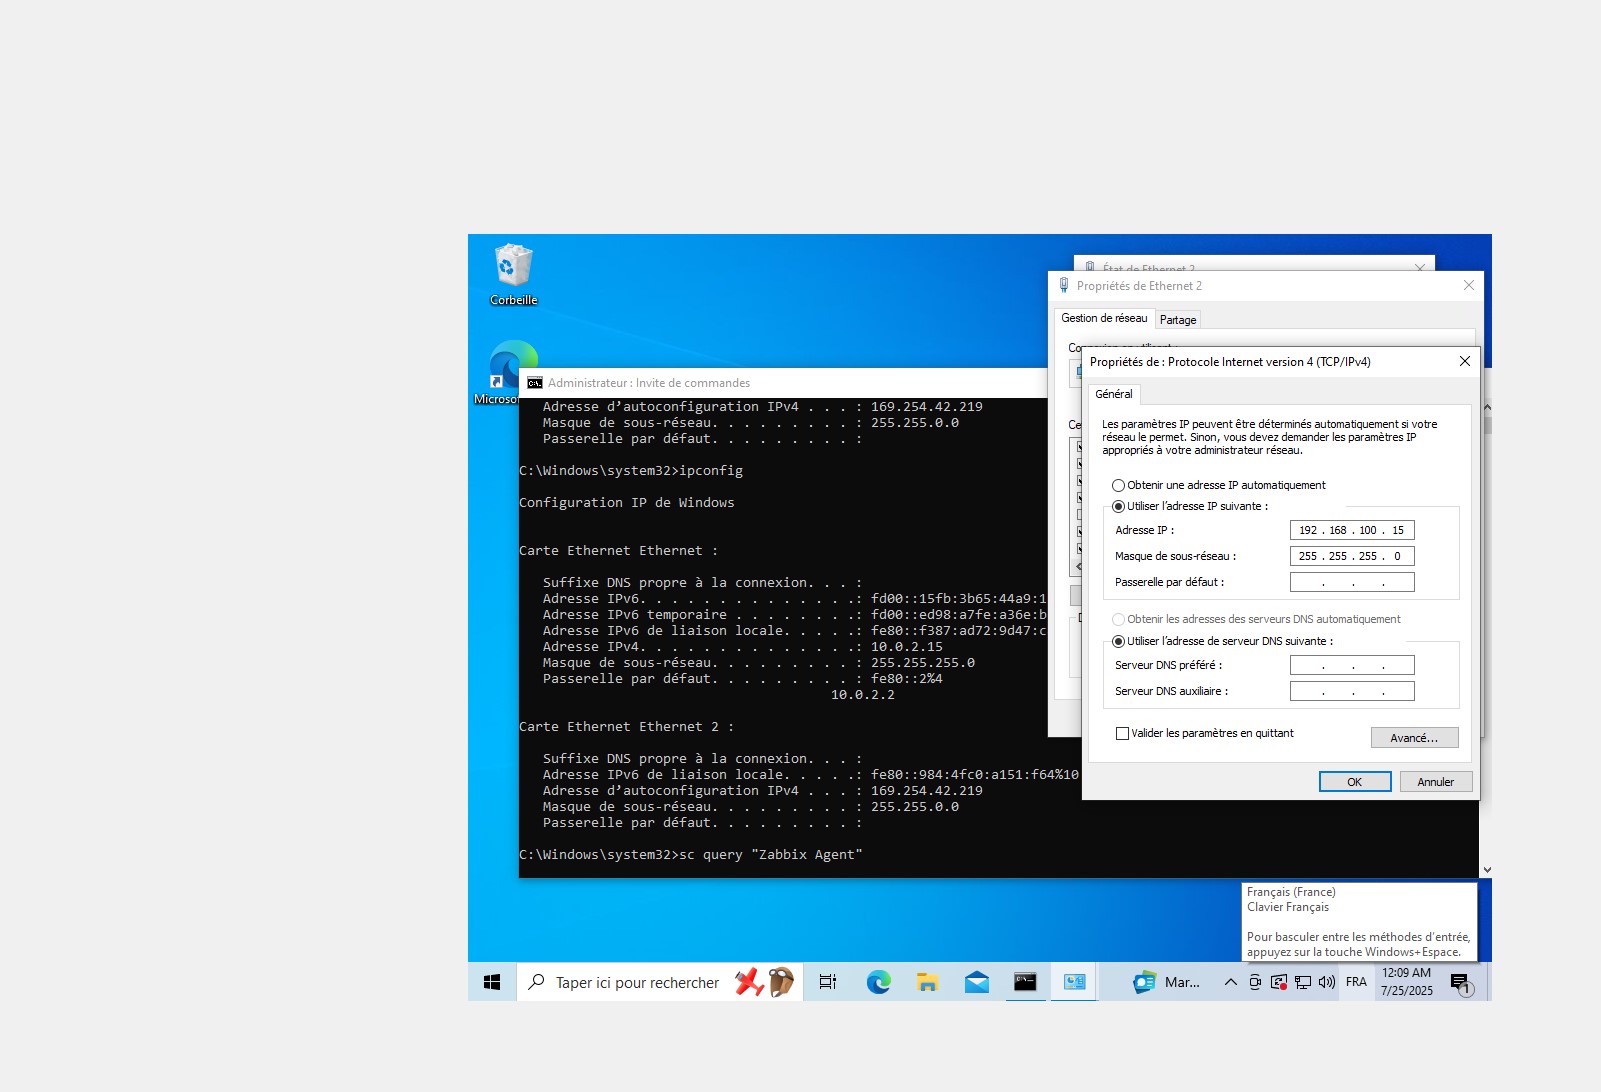 Corbeille
Microsof
État de Ethernet 2
Propriétés de Ethernet 2
Gestion de réseau
Partage
Propriétés de : Protocole Internet version 4 (TCP/IPv4)
Général
Les paramètres IP peuvent être déterminés automatiquement si votre
réseau le permet. Sinon, vous devez demander les paramètres IP
appropriés à votre administrateur réseau.
Obtenir une adresse IP automatiquement
Utiliser l’adresse IP suivante :
Adresse IP : 192 . 168 . 100 . 15
Masque de sous-réseau : 255 . 255 . 255 . 0
Passerelle par défaut : . . .
Obtenir les adresses des serveurs DNS automatiquement
Utiliser l’adresse de serveur DNS suivante :
Serveur DNS préféré : . . .
Serveur DNS auxiliaire : . . .
Valider les paramètres en quittant
Avancé...
OK
Annuler
Administrateur : Invite de commandes
Adresse d’autoconfiguration IPv4 . . . : 169.254.42.219
Masque de sous-réseau. . . . . . . . . : 255.255.0.0
Passerelle par défaut. . . . . . . . . :
C:\Windows\system32>ipconfig
Configuration IP de Windows
Carte Ethernet Ethernet :
Suffixe DNS propre à la connexion. . . :
Adresse IPv6. . . . . . . . . . . . . .: fd00::15fb:3b65:44a9:1
Adresse IPv6 temporaire . . . . . . . .: fd00::ed98:a7fe:a36e:b
Adresse IPv6 de liaison locale. . . . .: fe80::f387:ad72:9d47:c
Adresse IPv4. . . . . . . . . . . . . .: 10.0.2.15
Masque de sous-réseau. . . . . . . . . : 255.255.255.0
Passerelle par défaut. . . . . . . . . : fe80::2%4
10.0.2.2
Carte Ethernet Ethernet 2 :
Suffixe DNS propre à la connexion. . . :
Adresse IPv6 de liaison locale. . . . .: fe80::984:4fc0:a151:f64%10
Adresse d’autoconfiguration IPv4 . . . : 169.254.42.219
Masque de sous-réseau. . . . . . . . . : 255.255.0.0
Passerelle par défaut. . . . . . . . . :
C:\Windows\system32>sc query "Zabbix Agent"
Français (France)
Clavier Français
Pour basculer entre les méthodes d’entrée,
appuyez sur la touche Windows+Espace.
Taper ici pour rechercher
Mar...
FRA
12:09 AM
7/25/2025
1